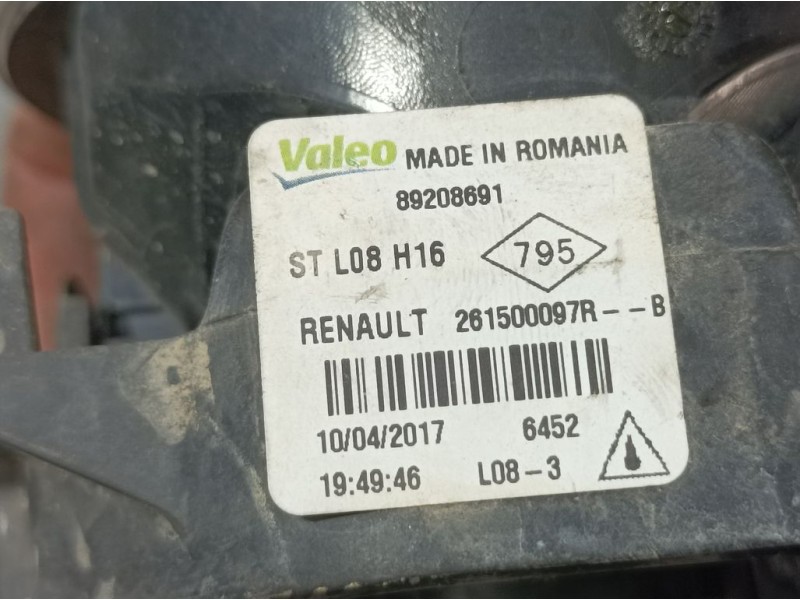 Valeo MADE IN ROMANIA
89208691
ST L08 H16 795
RENAULT 261500097R--B
10/04/2017 6452
19:49:46 L08-3